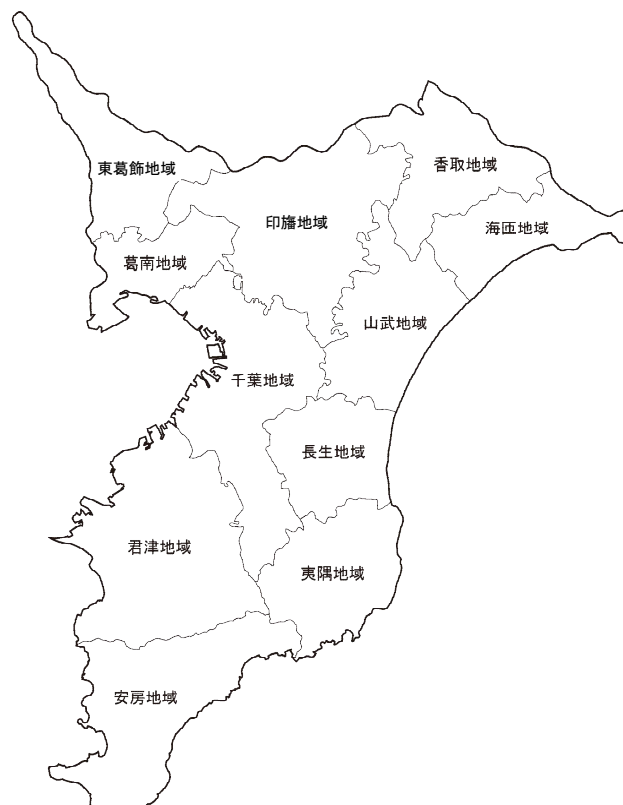 東葛飾地域
香取地域
印旛地域
海匝地域
葛南地域
山武地域
千葉地域
長生地域
君津地域
夷隅地域
安房地域